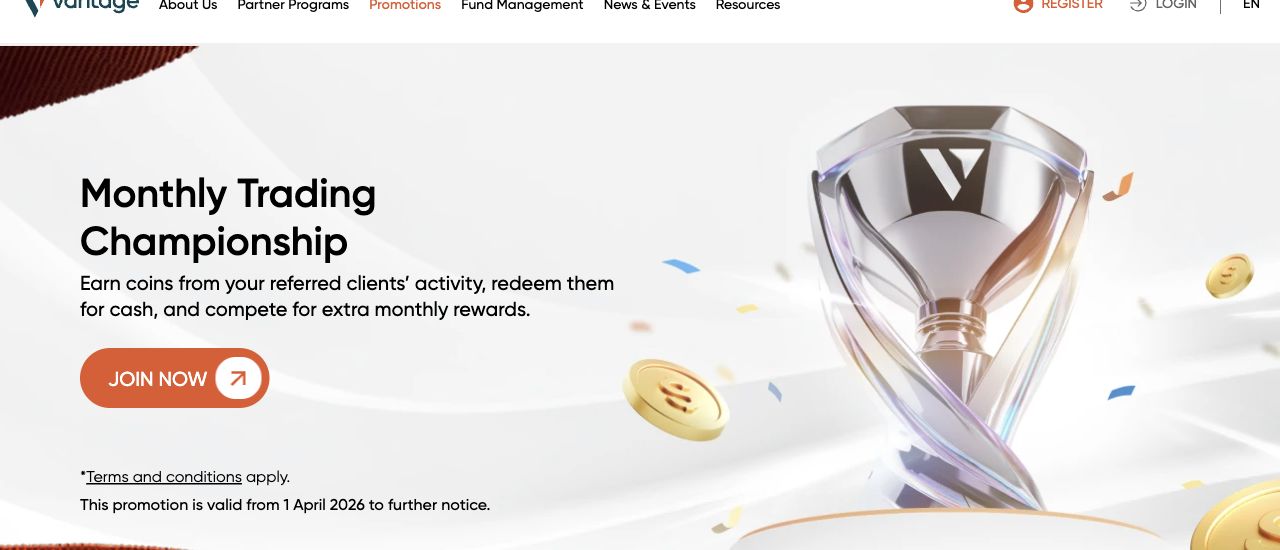 vantage
About Us
Partner Programs
Promotions
Fund Management
News & Events
Resources
REGISTER
LOGIN
EN
Monthly Trading
Championship
Earn coins from your referred clients’ activity, redeem them
for cash, and compete for extra monthly rewards.
JOIN NOW
*Terms and conditions apply.
This promotion is valid from 1 April 2026 to further notice.